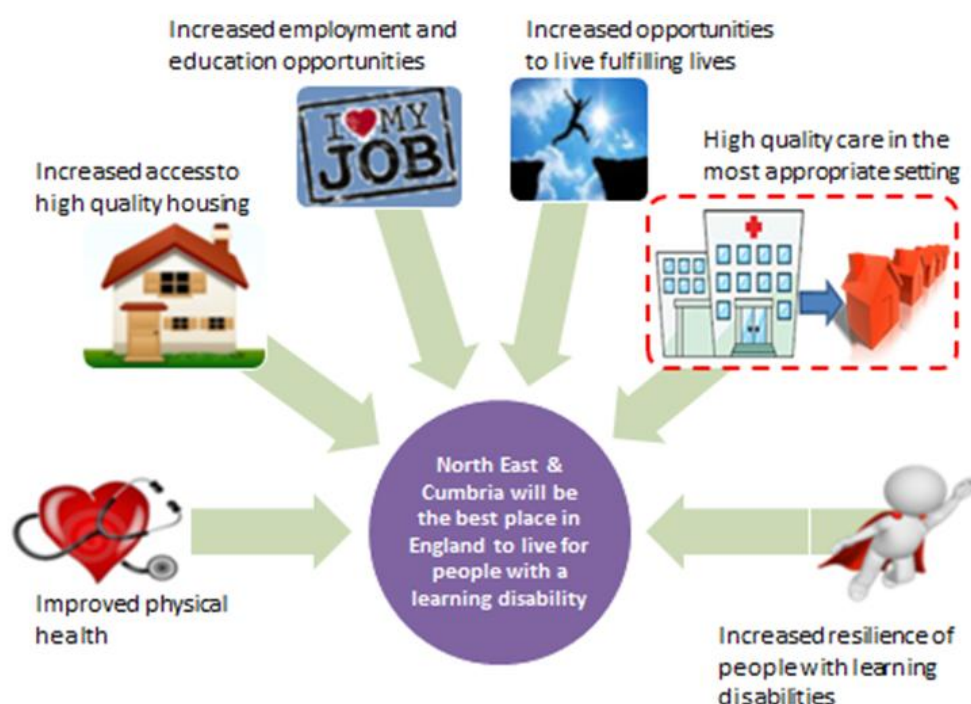 Increased employment and
education opportunities
Increased opportunities
to live fulfilling lives
I MY
JOB
High quality care in the
most appropriate setting
Increased access to
high quality housing
North East &
Cumbria will be
the best place in
England to live for
people with a
learning disability
Improved physical
health
Increased resilience of
people with learning
disabilities